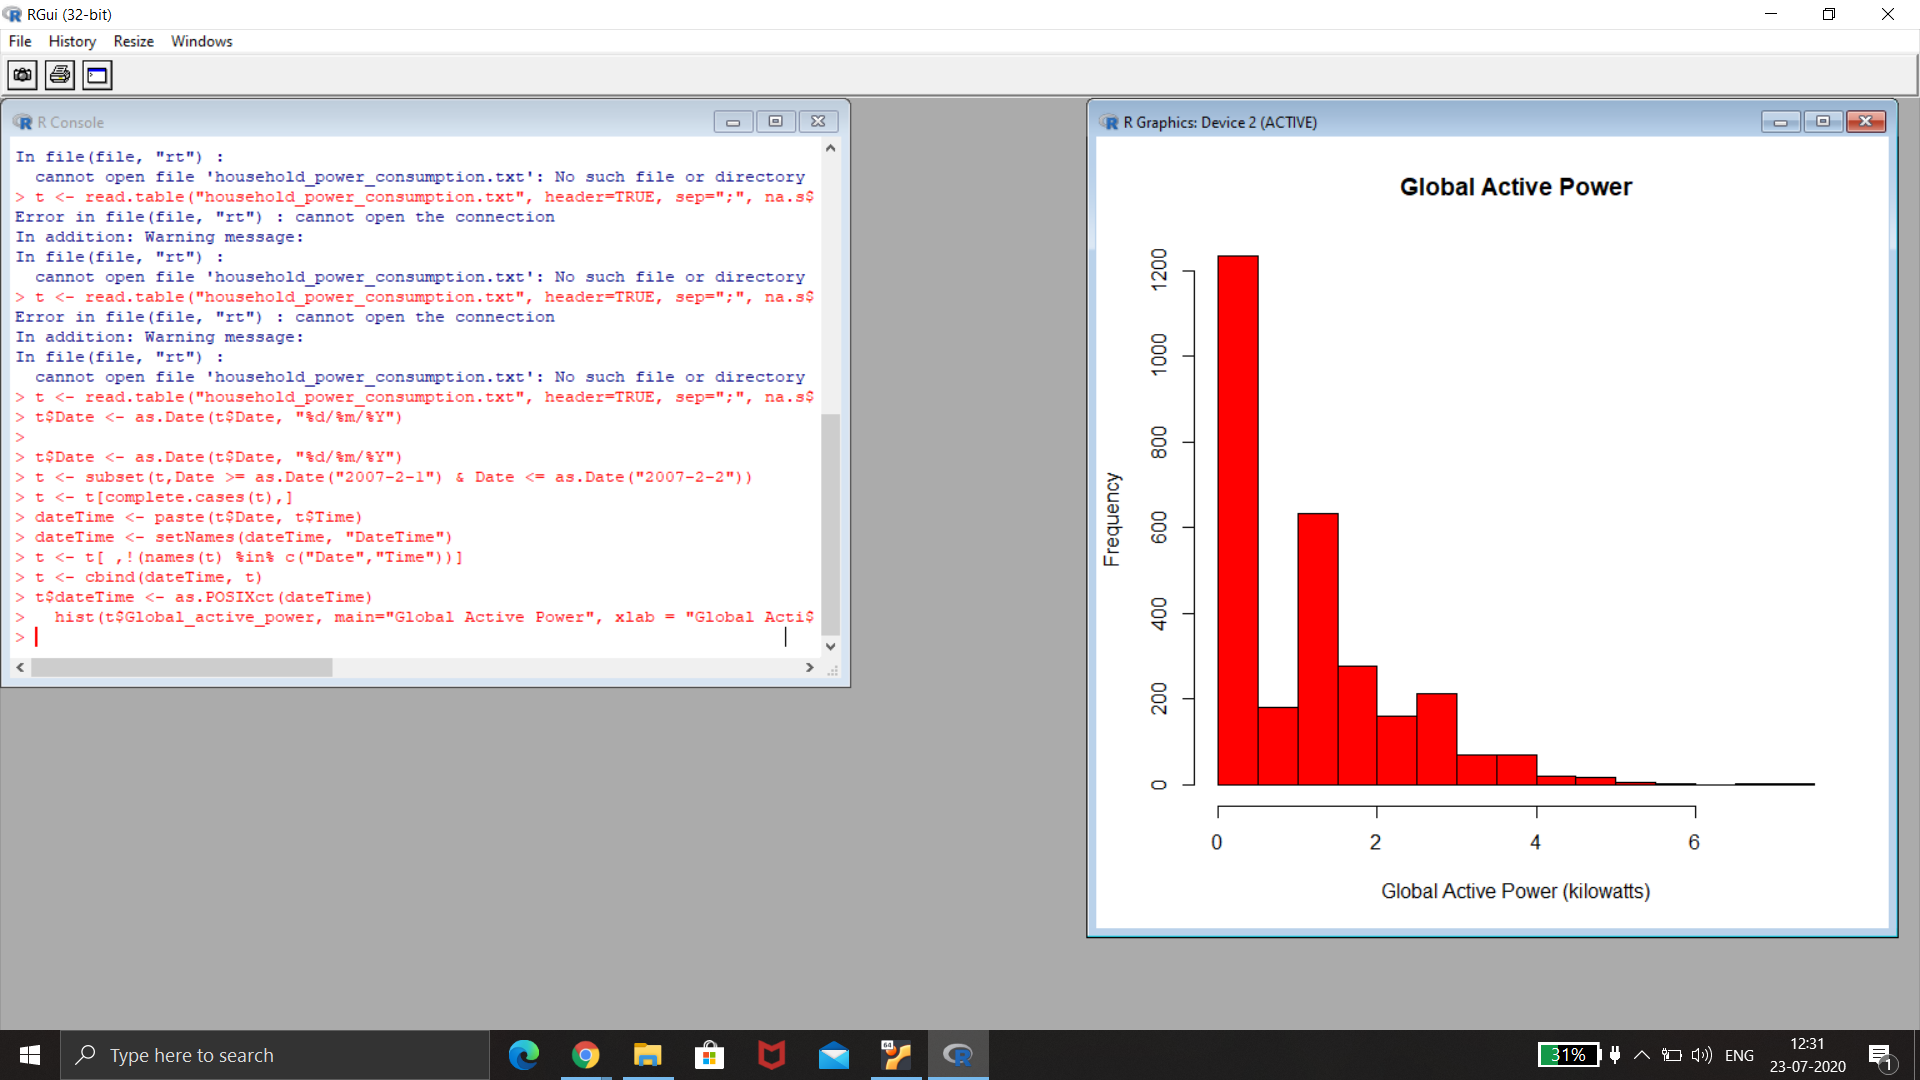 RGui (32-bit)
File History Resize Windows
R Console
In file(file, "rt") :
cannot open file 'household_power_consumption.txt': No such file or directory
> t <- read.table("household_power_consumption.txt", header=TRUE, sep=";", na.s$
Error in file(file, "rt") : cannot open the connection
In addition: Warning message:
In file(file, "rt") :
cannot open file 'household_power_consumption.txt': No such file or directory
> t <- read.table("household_power_consumption.txt", header=TRUE, sep=";", na.s$
Error in file(file, "rt") : cannot open the connection
In addition: Warning message:
In file(file, "rt") :
cannot open file 'household_power_consumption.txt': No such file or directory
> t <- read.table("household_power_consumption.txt", header=TRUE, sep=";", na.s$
> t$Date <- as.Date(t$Date, "%d/%m/%Y")
>
> t$Date <- as.Date(t$Date, "%d/%m/%Y")
> t <- subset(t,Date >= as.Date("2007-2-1") & Date <= as.Date("2007-2-2"))
> t <- t[complete.cases(t),]
> dateTime <- paste(t$Date, t$Time)
> dateTime <- setNames(dateTime, "DateTime")
> t <- t[ ,!(names(t) %in% c("Date","Time"))]
> t <- cbind(dateTime, t)
> t$dateTime <- as.POSIXct(dateTime)
> hist(t$Global_active_power, main="Global Active Power", xlab = "Global Acti$
>
R Graphics: Device 2 (ACTIVE)
Global Active Power
Frequency
1200
1000
800
600
400
200
0
0 2 4 6
Global Active Power (kilowatts)
Type here to search
64
31%
ENG
12:31
23-07-2020
1